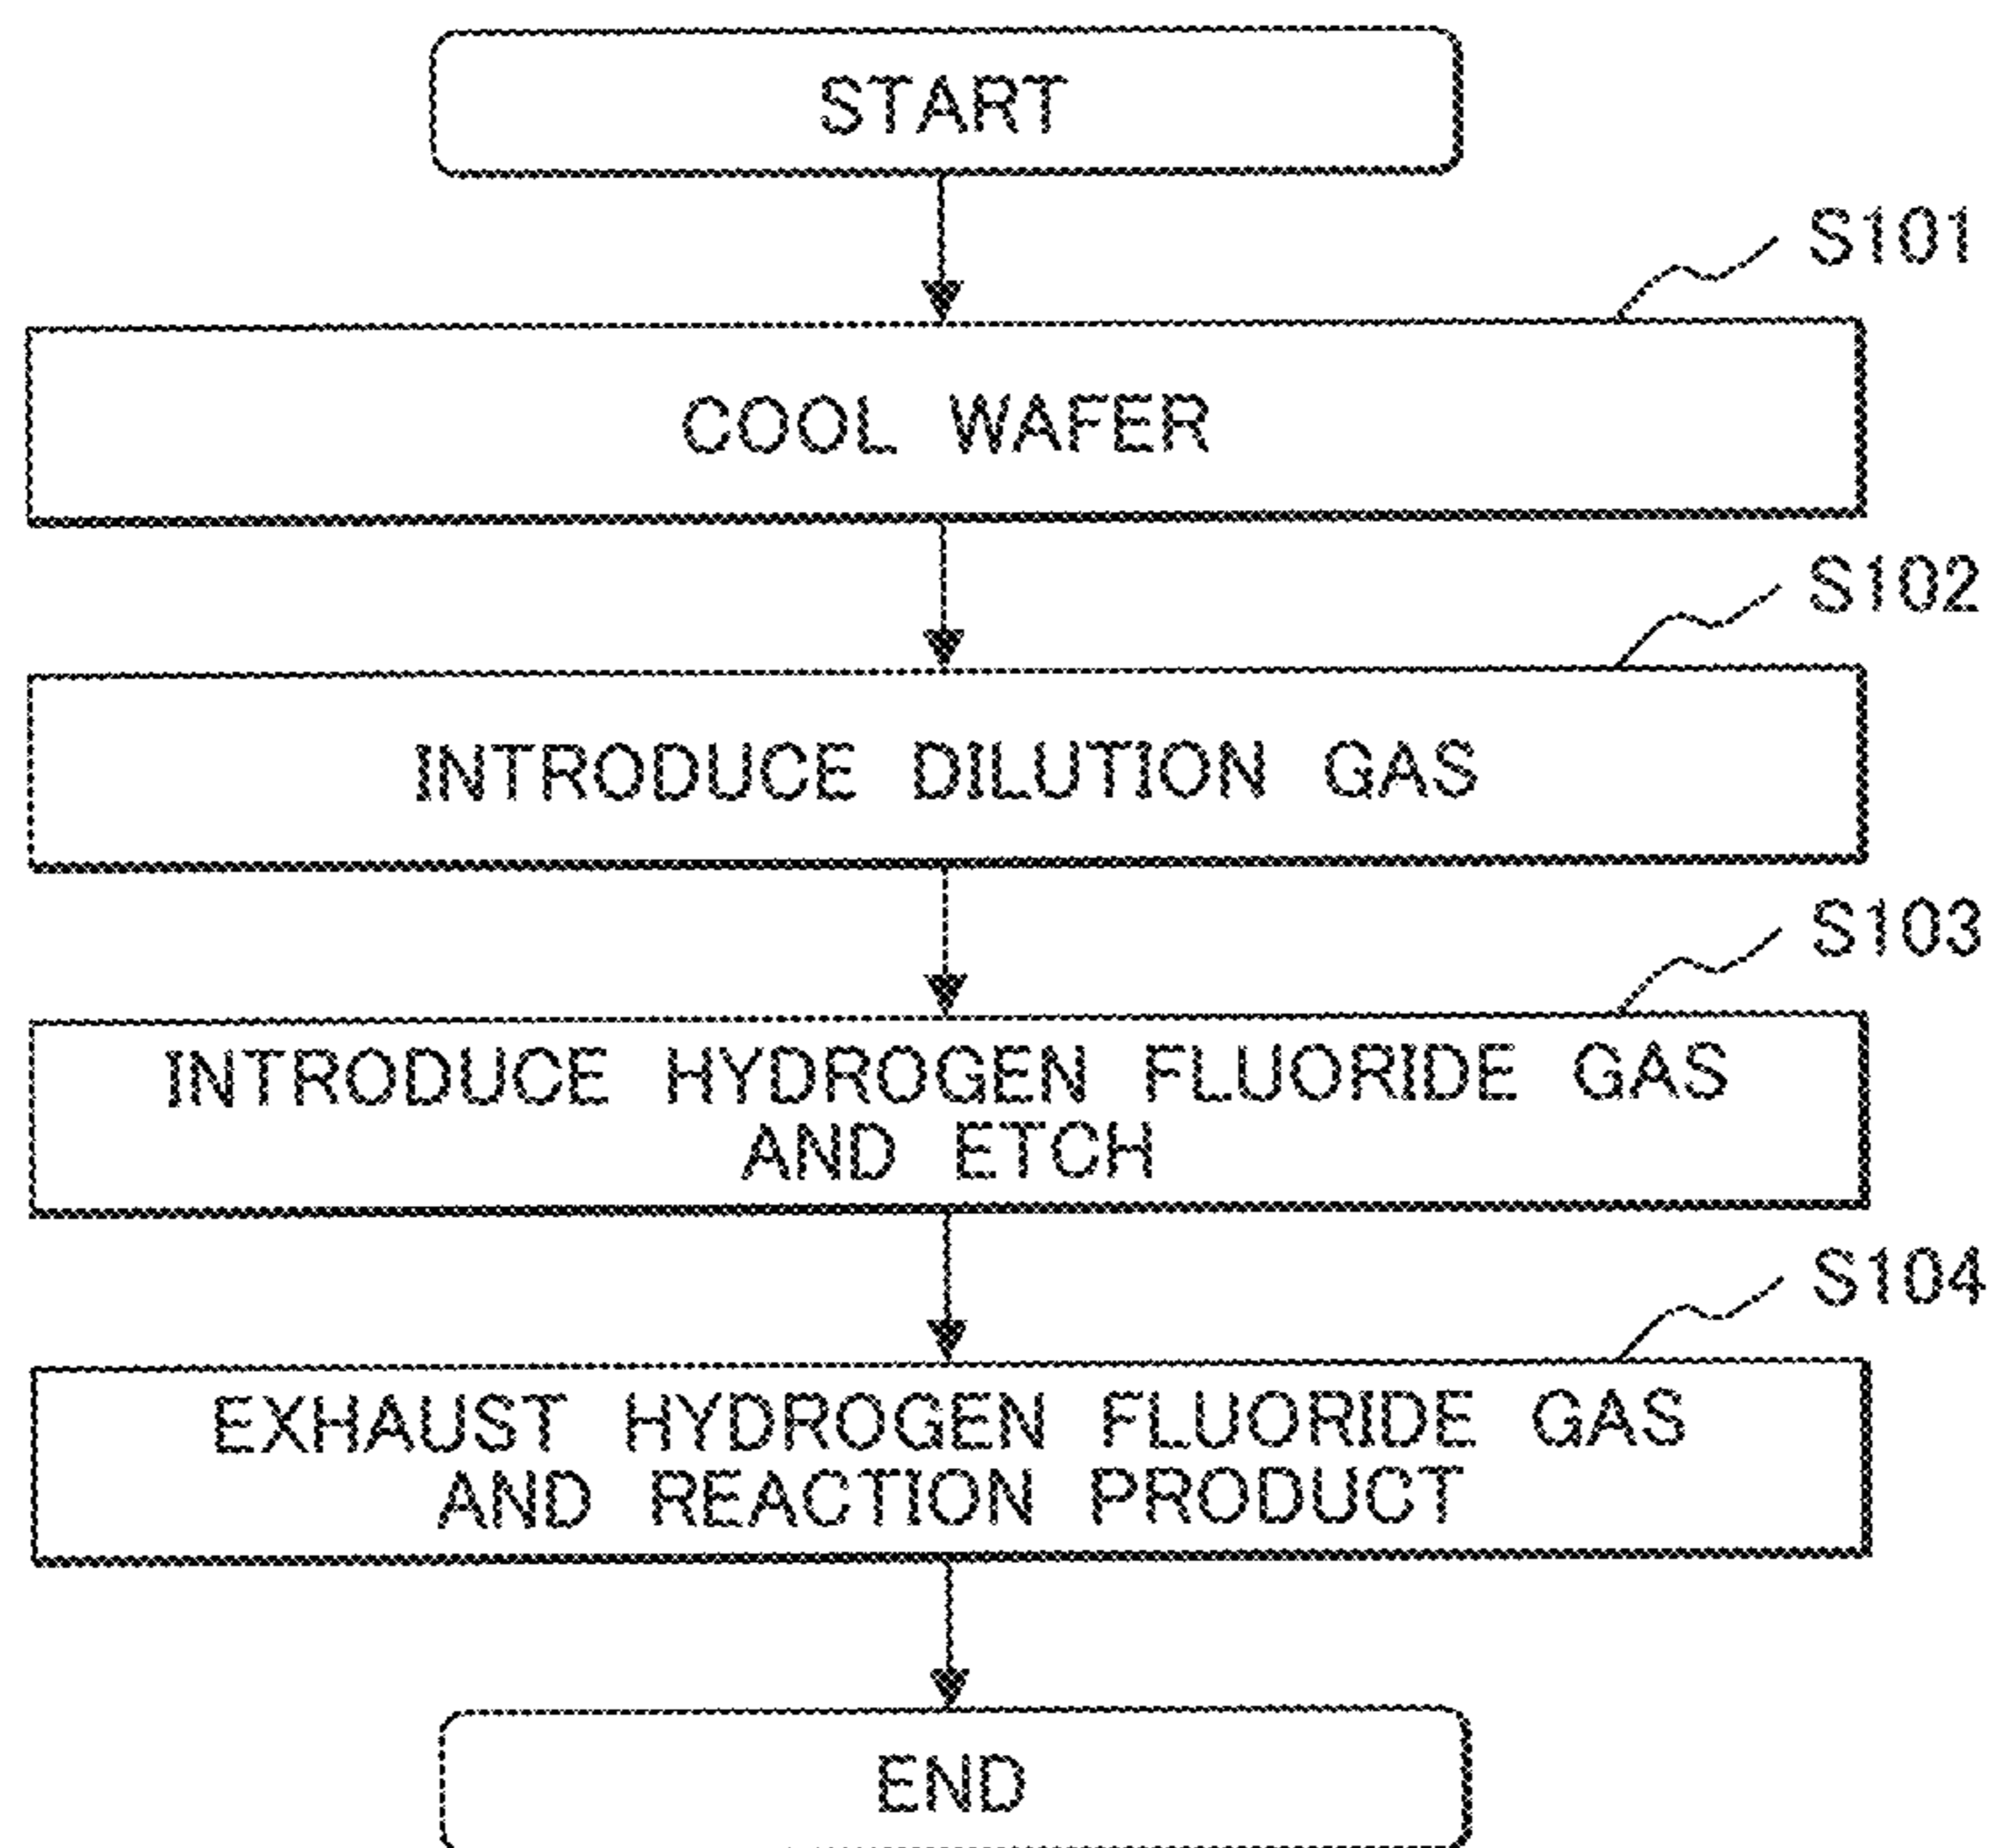 START
S101
COOL WAFER
S102
INTRODUCE DILUTION GAS
S103
INTRODUCE HYDROGEN FLUORIDE GAS
AND ETCH
S104
EXHAUST HYDROGEN FLUORIDE GAS
AND REACTION PRODUCT
END